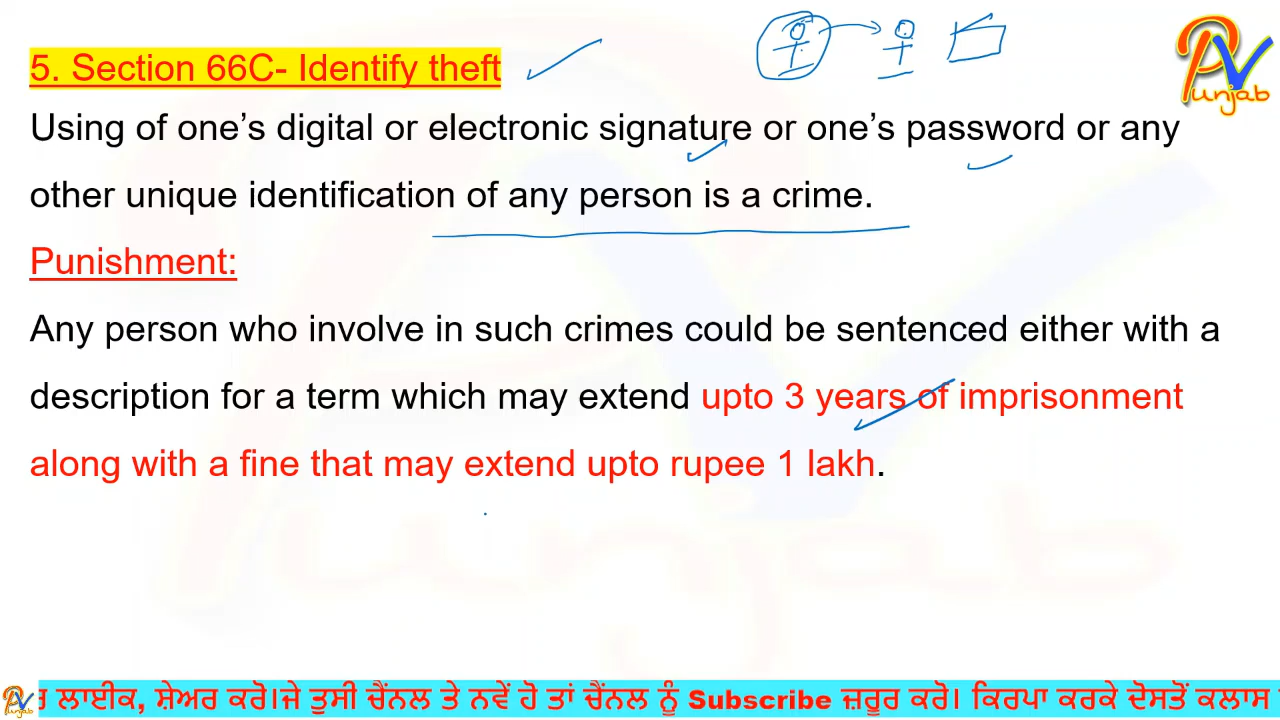 5. Section 66C- Identify theft
Using of one’s digital or electronic signature or one’s password or any
other unique identification of any person is a crime.
Punishment:
Any person who involve in such crimes could be sentenced either with a
description for a term which may extend upto 3 years of imprisonment
along with a fine that may extend upto rupee 1 lakh.
PV Punjab
ਲਾਈਕ, ਸ਼ੇਅਰ ਕਰੋ।ਜੇ ਤੁਸੀ ਚੈਂਨਲ ਤੇ ਨਵੇਂ ਹੋ ਤਾਂ ਚੈਂਨਲ ਨੂੰ Subscribe ਜ਼ਰੂਰ ਕਰੋ। ਕਿਰਪਾ ਕਰਕੇ ਦੋਸਤੋਂ ਕਲਾਸ